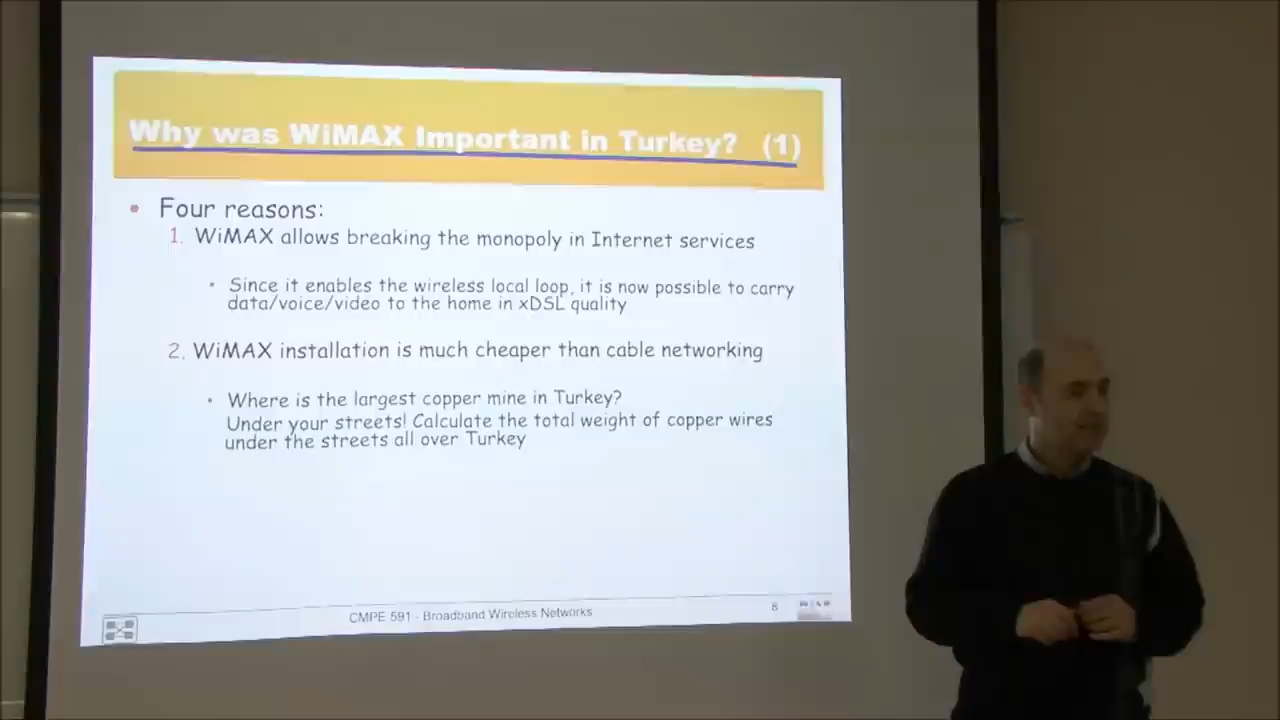 Why was WiMAX Important in Turkey? (1)
• Four reasons:
1. WiMAX allows breaking the monopoly in Internet services
• Since it enables the wireless local loop, it is now possible to carry
data/voice/video to the home in xDSL quality
2. WiMAX installation is much cheaper than cable networking
• Where is the largest copper mine in Turkey?
Under your streets! Calculate the total weight of copper wires
under the streets all over Turkey
CMPE 591 - Broadband Wireless Networks
8